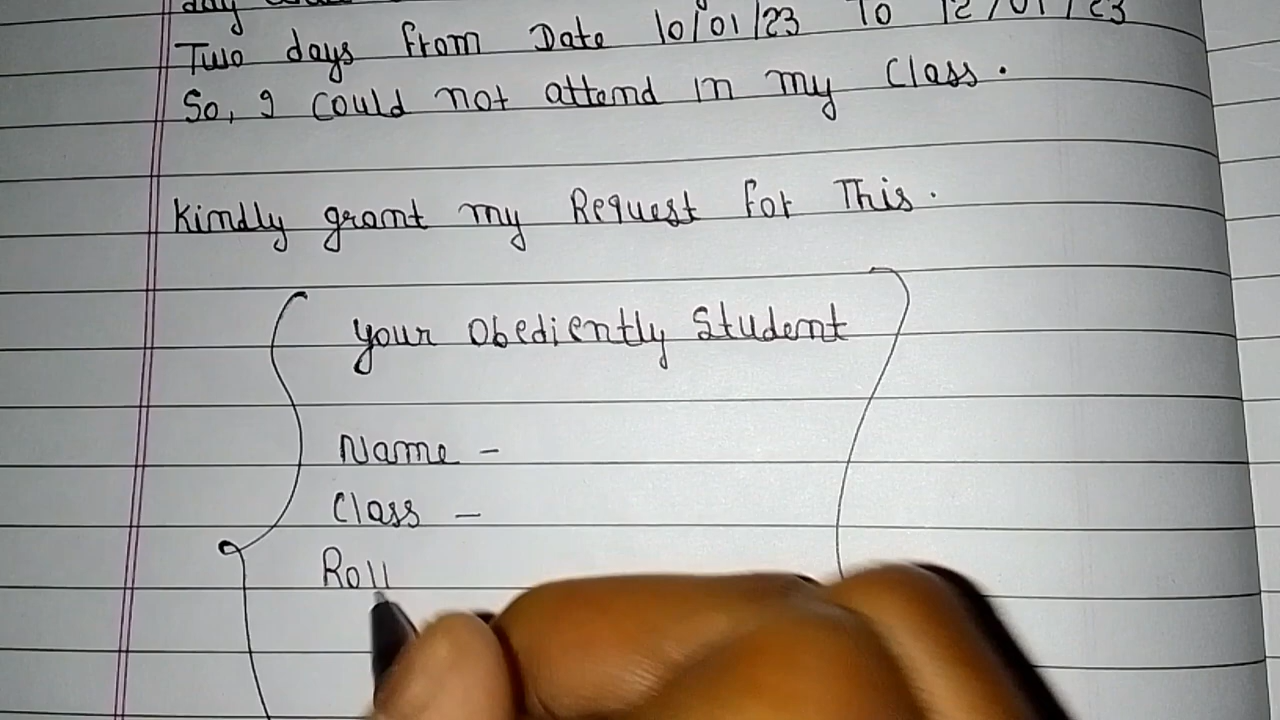 day
Two days From Date 10/01/23 To 12/01/23
So, I Could not attend in my Class.
Kindly grant my Request For This.
Your Obediently Student
Name -
Class -
Roll